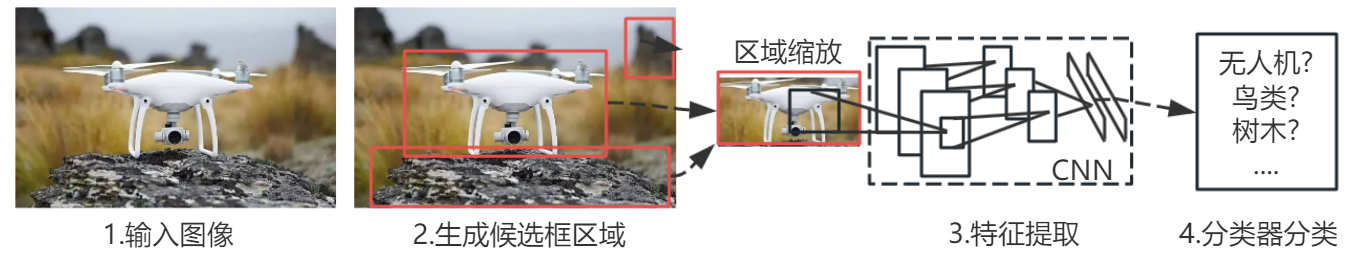 区域缩放
CNN
无人机?
鸟类?
树木?
....
1.输入图像
2.生成候选框区域
3.特征提取
4.分类器分类